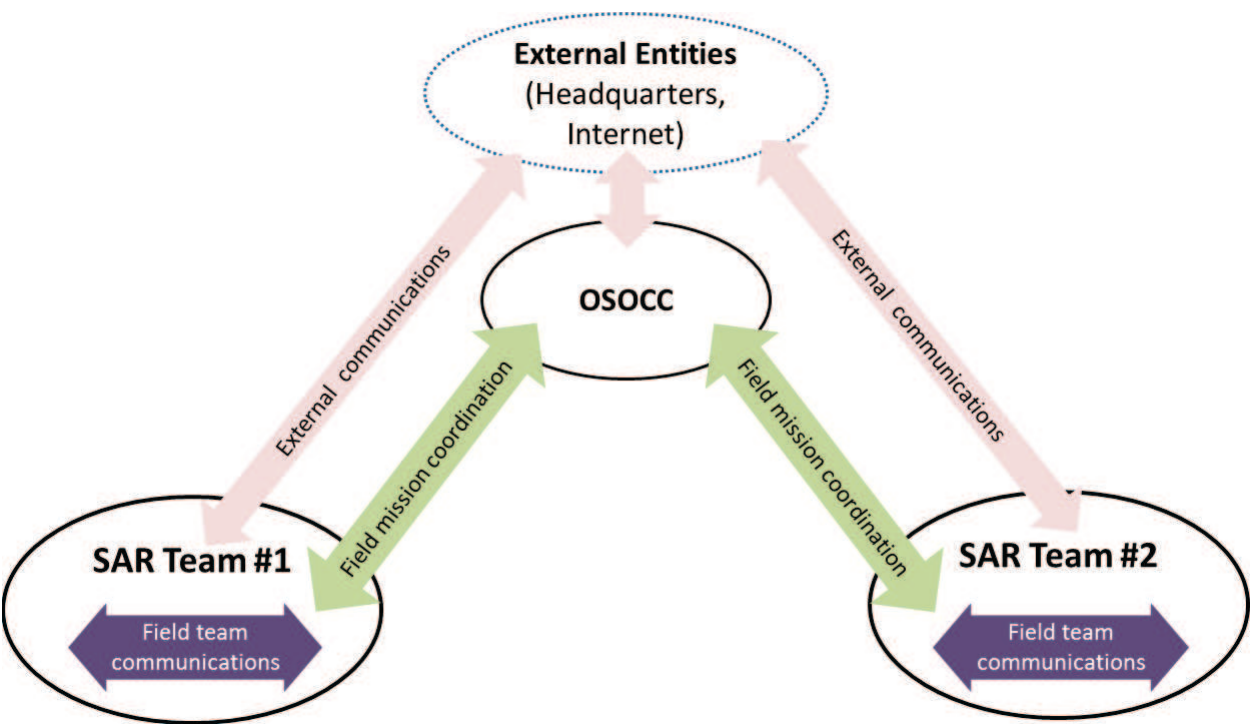 External Entities
(Headquarters,
Internet)
OSOCC
External communications
External communications
Field mission coordination
Field mission coordination
SAR Team #1
Field team
communications
SAR Team #2
Field team
communications